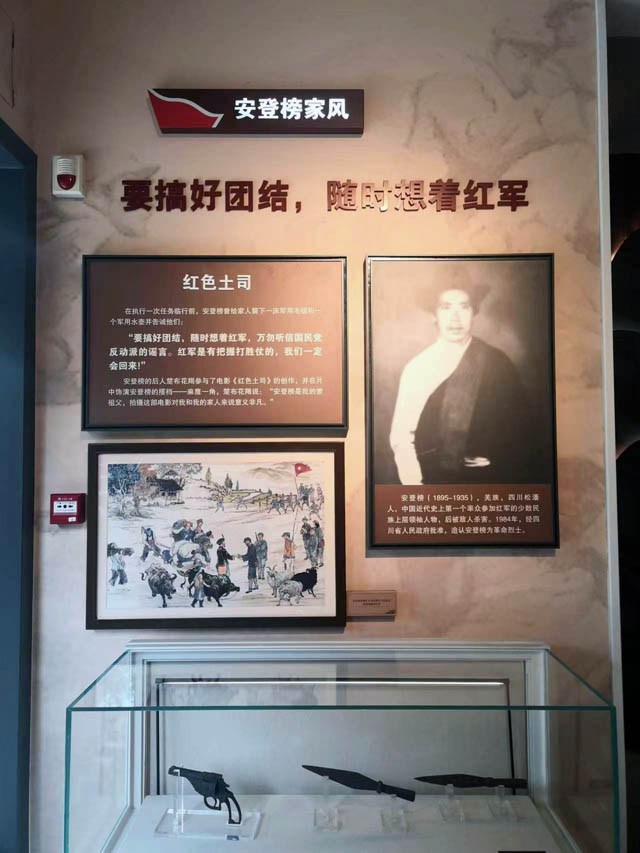 安登榜家风
要搞好团结，随时想着红军
红色土司
在执行一次任务临行前，安登榜曾给家人留下一床军用毛毯和一
个军用水壶并告诫他们：
“要搞好团结，随时想着红军，万勿听信国民党
反动派的谣言。红军是有把握打胜仗的，我们一定
会回来！”
安登榜的后人楚布花羯参与了电影《红色土司》的创作，并在片
中饰演安登榜的搭档——麻度一角，楚布花羯说：“安登榜是我的曾
祖父，拍摄这部电影对我和我的家人来说意义非凡。”
安登榜（1895-1935），羌族，四川松潘
人，中国近代史上第一个率众参加红军的少数民
族上层领袖人物，后被敌人杀害。1984年，经四
川省人民政府批准，追认安登榜为革命烈士。